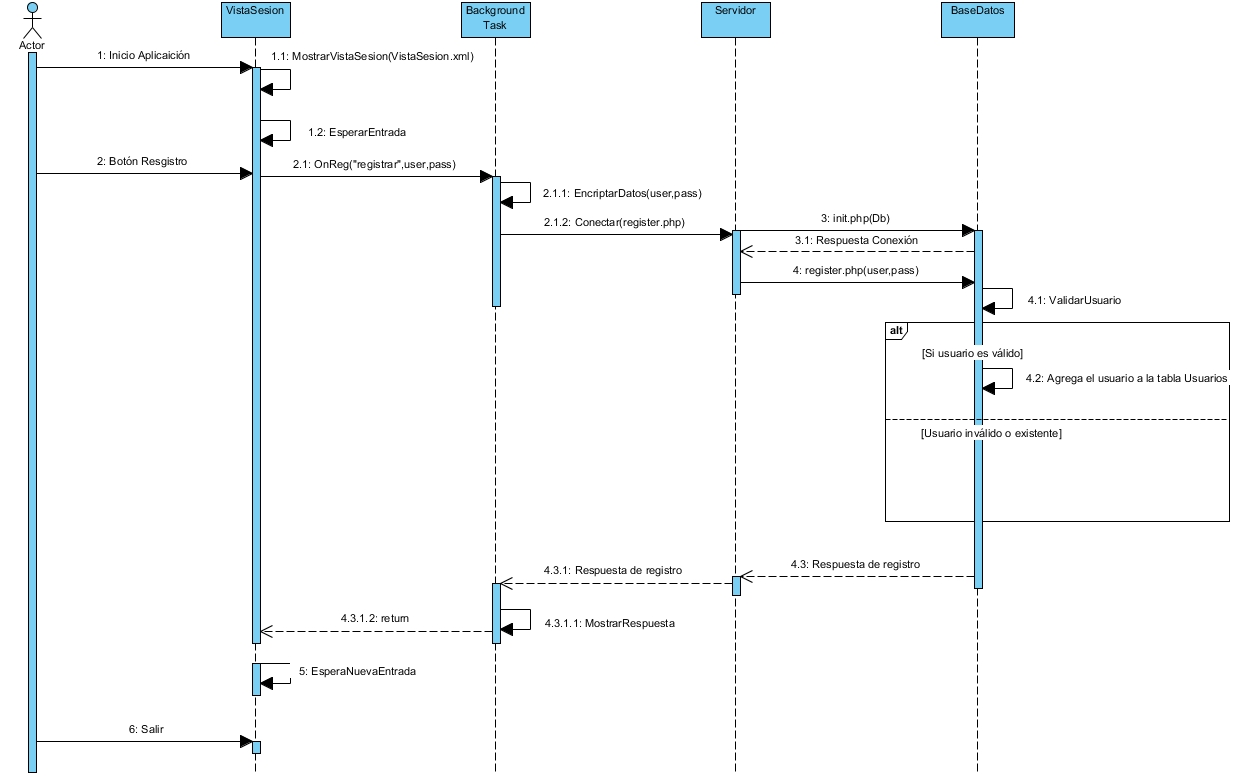 VistaSesion
Background
Task
Servidor
BaseDatos
Actor
1: Inicio Aplicaición
1.1: MostrarVistaSesion(VistaSesion.xml)
1.2: EsperarEntrada
2: Botón Resgistro
2.1: OnReg("registrar",user,pass)
2.1.1: EncriptarDatos(user,pass)
2.1.2: Conectar(register.php)
3: init.php(Db)
3.1: Respuesta Conexión
4: register.php(user,pass)
4.1: ValidarUsuario
alt
[Si usuario es válido]
4.2: Agrega el usuario a la tabla Usuarios
[Usuario inválido o existente]
4.3: Respuesta de registro
4.3.1: Respuesta de registro
4.3.1.1: MostrarRespuesta
4.3.1.2: return
5: EsperaNuevaEntrada
6: Salir